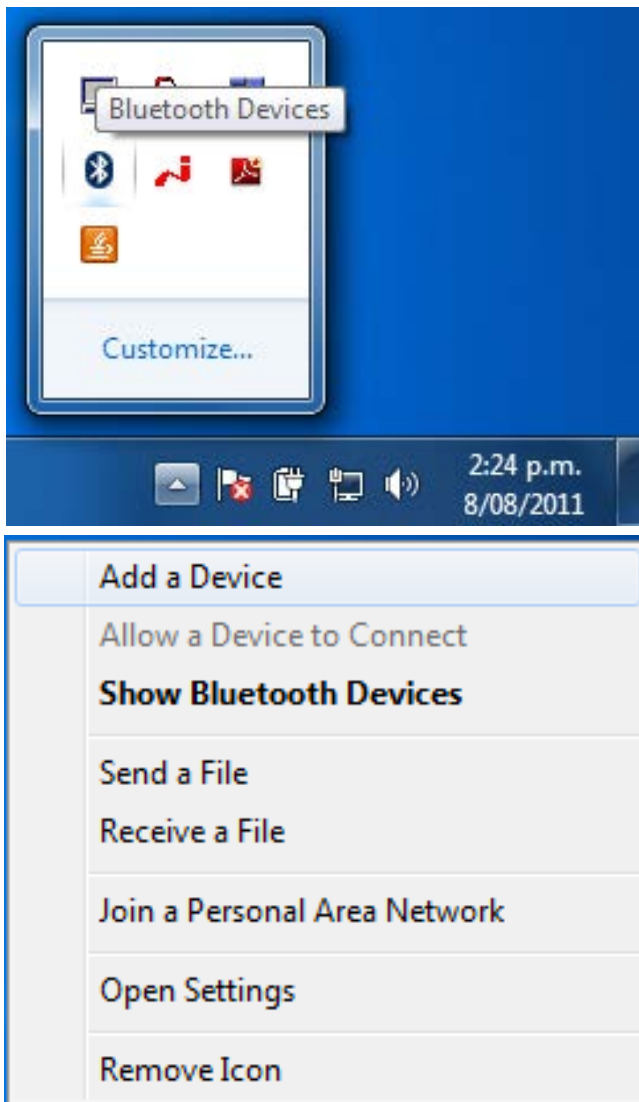 Bluetooth Devices
Customize...
2:24 p.m.
8/08/2011
Add a Device
Allow a Device to Connect
Show Bluetooth Devices
Send a File
Receive a File
Join a Personal Area Network
Open Settings
Remove Icon